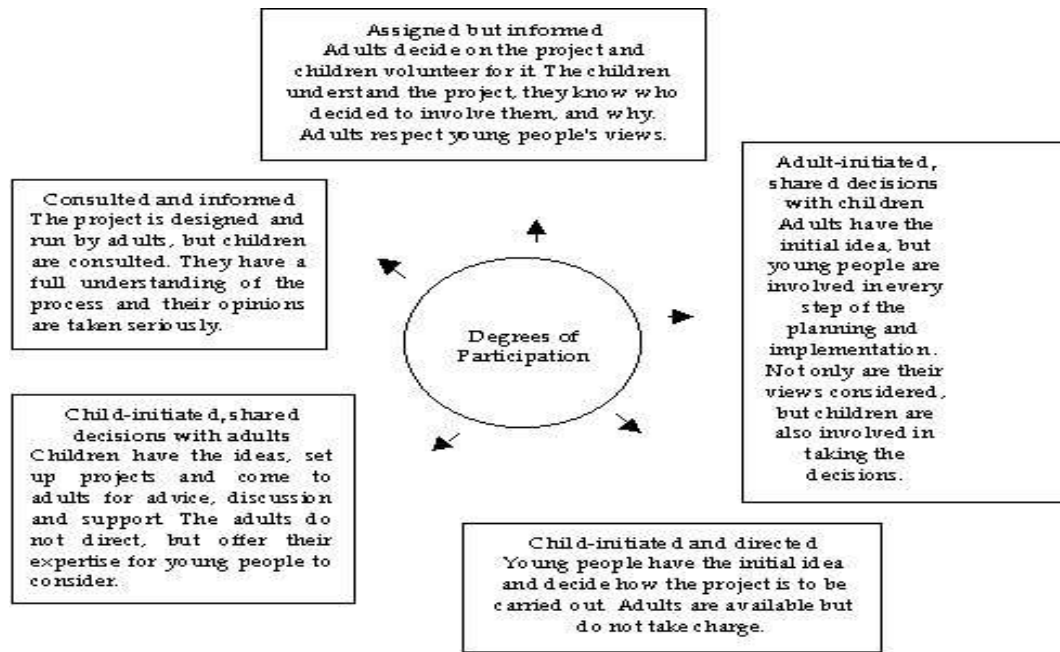 Assigned but informed
Adults decide on the project and
children volunteer for it. The children
understand the project, they know who
decided to involve them, and why.
Adults respect young people's views.
Consulted and informed
The project is designed and
run by adults, but children
are consulted. They have a
full understanding of the
process and their opinions
are taken seriously.
Adult-initiated,
shared decisions
with children
Adults have the
initial idea, but
young people are
involved in every
step of the
planning and
implementation.
Not only are their
views considered,
but children are
also involved in
taking the
decisions.
Degrees of
Participation
Child-initiated, shared
decisions with adults
Children have the ideas, set
up projects and come to
adults for advice, discussion
and support. The adults do
not direct, but offer their
expertise for young people to
consider.
Child-initiated and directed
Young people have the initial idea
and decide how the project is to be
carried out. Adults are available but
do not take charge.